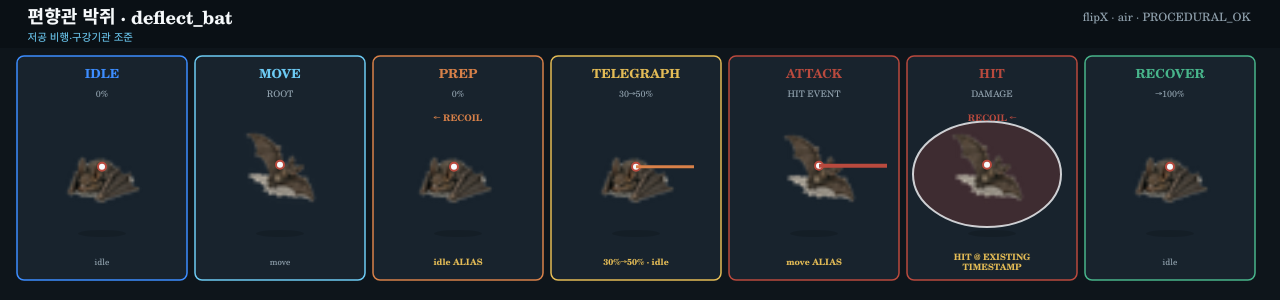 편향관 박쥐 · deflect_bat
저공 비행·구강기관 조준
flipX · air · PROCEDURAL_OK
IDLE
0%
idle
MOVE
ROOT
move
PREP
0%
← RECOIL
idle ALIAS
TELEGRAPH
30→50%
30%→50% · idle
ATTACK
HIT EVENT
move ALIAS
HIT
DAMAGE
RECOIL ←
HIT @ EXISTING
TIMESTAMP
RECOVER
→100%
idle